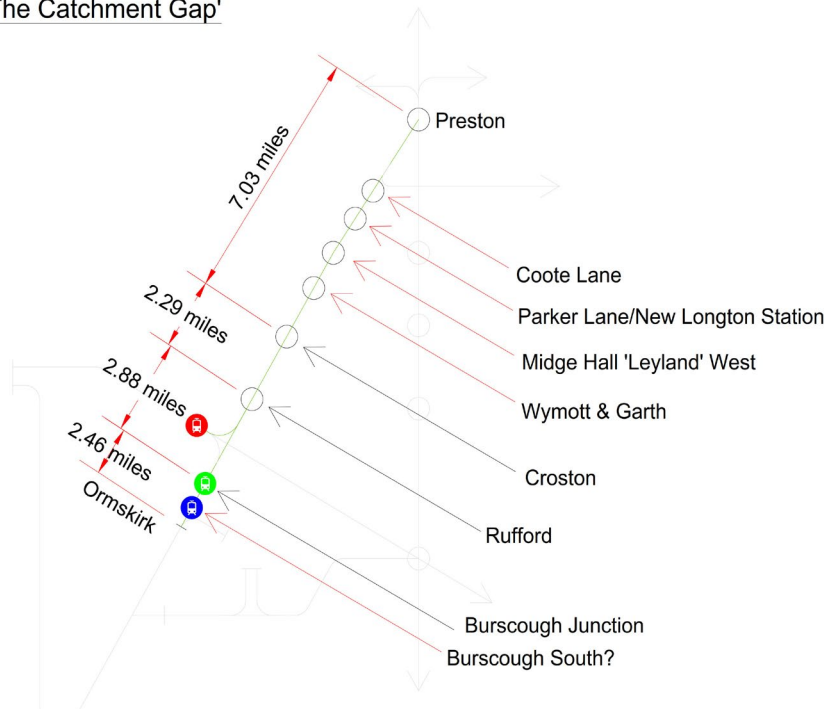 The Catchment Gap'
Preston
7.03 miles
Coote Lane
2.29 miles
Parker Lane/New Longton Station
Midge Hall 'Leyland' West
2.88 miles
Wymott & Garth
2.46 miles
Croston
Ormskirk
Rufford
Burscough Junction
Burscough South?